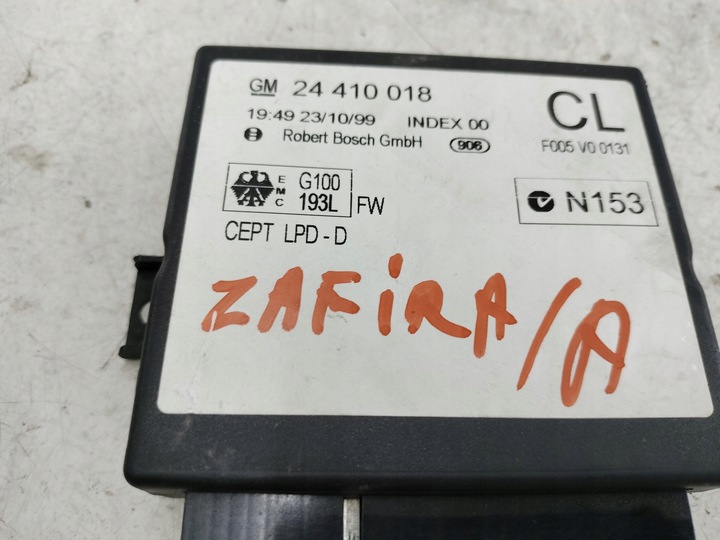 GM 24 410 018
CL
19:49 23/10/99 INDEX 00
Robert Bosch GmbH 906
F005 V0 0131
E M C G100 193L FW
N153
CEPT LPD - D
ZAFiRA/A